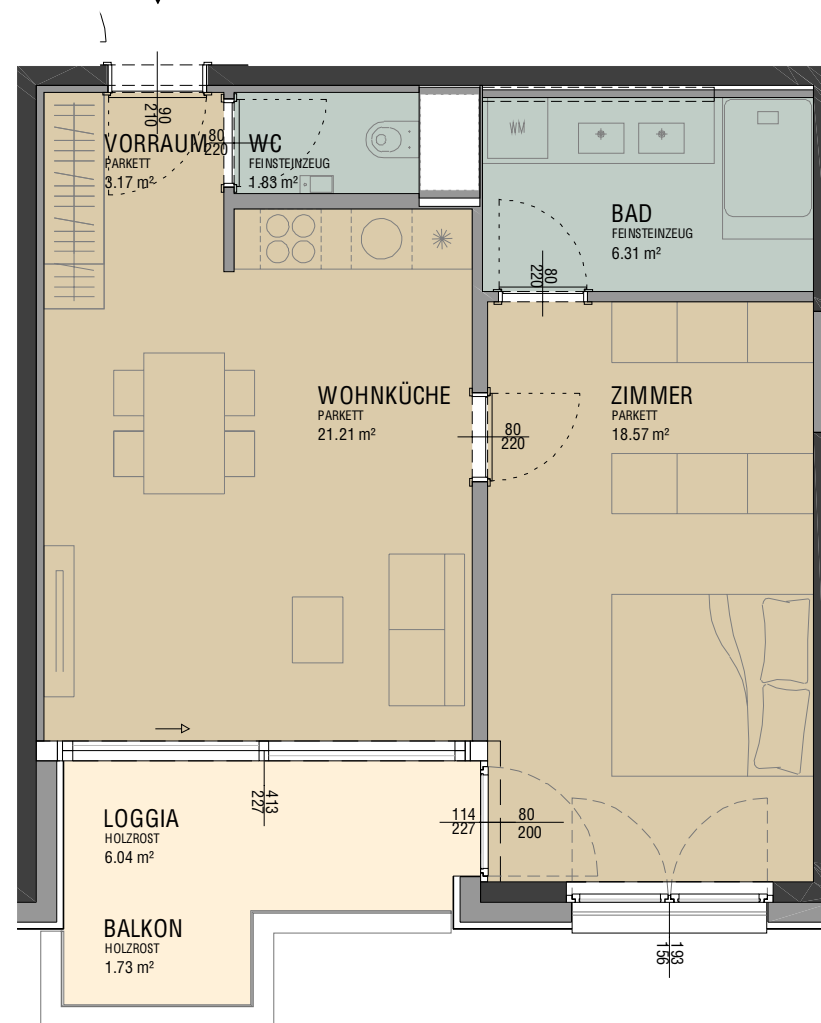 90
210
VORRAUM
PARKETT
3.17 m²
80
220
WC
FEINSTEINZEUG
1.83 m²
WM
BAD
FEINSTEINZEUG
6.31 m²
80
220
WOHNKÜCHE
PARKETT
21.21 m²
80
220
ZIMMER
PARKETT
18.57 m²
413
227
LOGGIA
HOLZROST
6.04 m²
114
227
80
200
BALKON
HOLZROST
1.73 m²
193
156